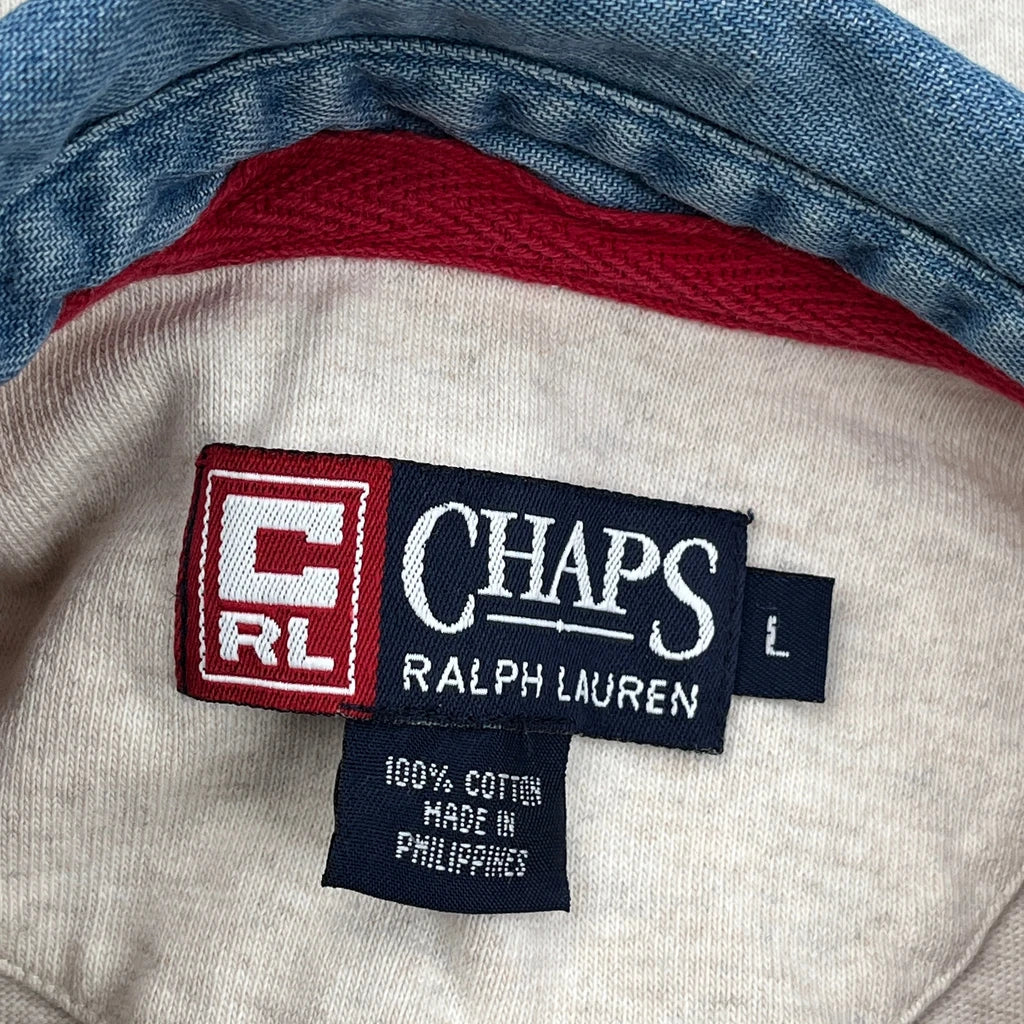 C
RL
CHAPS
RALPH LAUREN
L
100% COTTON
MADE IN
PHILIPPINES